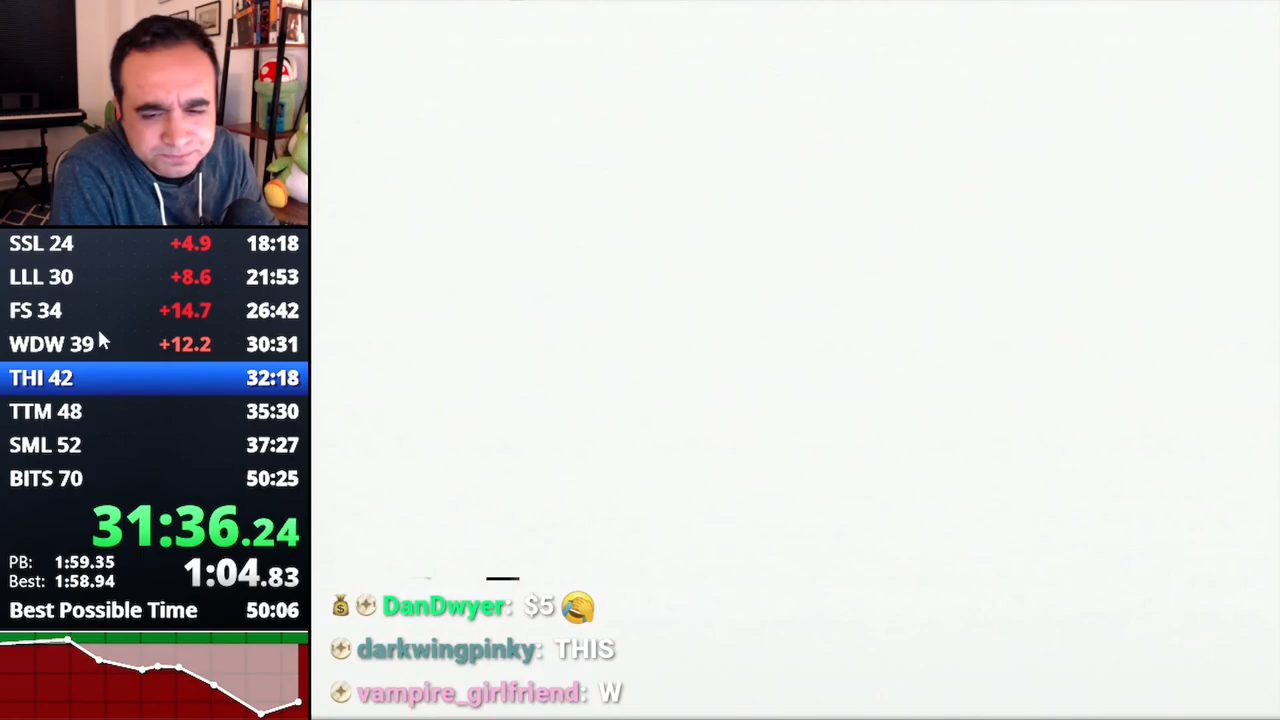 SSL 24 +4.9 18:18
LLL 30 +8.6 21:53
FS 34 +14.7 26:42
WDW 39 +12.2 30:31
THI 42 32:18
TTM 48 35:30
SML 52 37:27
BITS 70 50:25
31:36.24
PB: 1:59.35
Best: 1:58.94
1:04.83
Best Possible Time 50:06
DanDwyer: $5
darkwingpinky: THIS
vampire_girlfriend: W